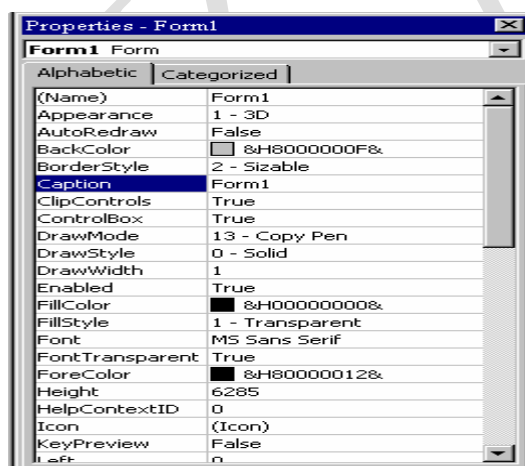 Properties - Form1
Form1 Form
Alphabetic Categorized
(Name) Form1
Appearance 1 - 3D
AutoRedraw False
BackColor &H8000000F&
BorderStyle 2 - Sizable
Caption Form1
ClipControls True
ControlBox True
DrawMode 13 - Copy Pen
DrawStyle 0 - Solid
DrawWidth 1
Enabled True
FillColor &H00000000&
FillStyle 1 - Transparent
Font MS Sans Serif
FontTransparent True
ForeColor &H80000012&
Height 6285
HelpContextID 0
Icon (Icon)
KeyPreview False
Left 0